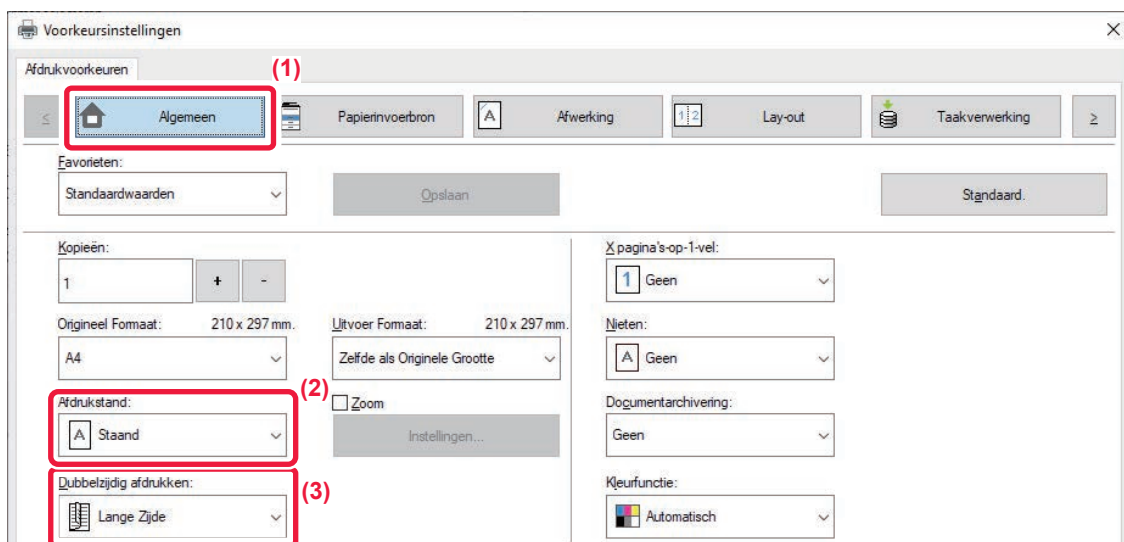 Voorkeursinstellingen
Afdrukvoorkeuren
(1)
< Algemeen Papierinvoerbron Afwerking Lay-out Taakverwerking >
Favorieten:
Standaardwaarden Opslaan Standaard.
Kopieën: X pagina's-op-1-vel:
1 + - 1 Geen
Origineel Formaat: 210 x 297 mm. Uitvoer Formaat: 210 x 297 mm. Nieten:
A4 Zelfde als Originele Grootte A Geen
(2)
Afdrukstand: Zoom Documentarchivering:
A Staand Instellingen... Geen
Dubbelzijdig afdrukken: (3) Kleurfunctie:
Lange Zijde Automatisch